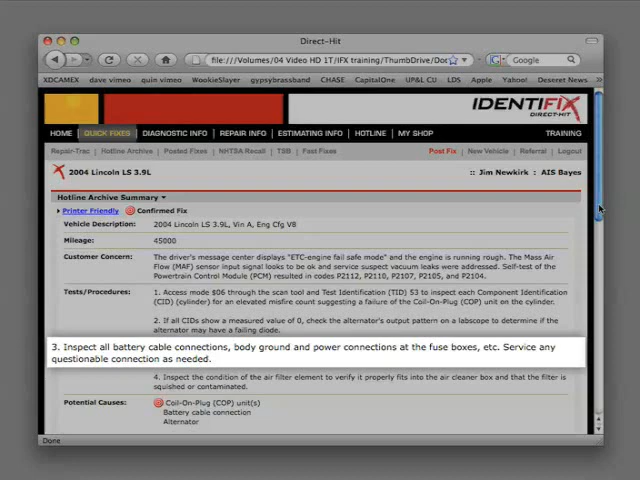 Direct-Hit
file:///Volumes/04 Video HD 1T/IFX training/ThumbDrive/Doc
Google
XDCAMEX dave vimeo quin vimeo WookieSlayer gypsybrassband CHASE CapitalOne UP&L CU LDS Apple Yahoo! Deseret News »
IDENTIFIX
DIRECT-HIT
HOME QUICK FIXES DIAGNOSTIC INFO REPAIR INFO ESTIMATING INFO HOTLINE MY SHOP TRAINING
Repair-Trac | Hotline Archive | Posted Fixes | NHTSA Recall | TSB | Fast Fixes Post Fix | New Vehicle | Referral | Logout
2004 Lincoln LS 3.9L :: Jim Newkirk : AIS Bayes
Hotline Archive Summary
Printer Friendly Confirmed Fix
Vehicle Description: 2004 Lincoln LS 3.9L, Vin A, Eng Cfg V8
Mileage: 45000
Customer Concern: The driver's message center displays "ETC-engine fail safe mode" and the engine is running rough. The Mass Air
Flow (MAF) sensor input signal looks to be ok and service suspect vacuum leaks were addressed. Self-test of the
Powertrain Control Module (PCM) resulted in codes P2112, P2110, P2107, P2105, and P2104.
Tests/Procedures: 1. Access mode $06 through the scan tool and Test Identification (TID) 53 to inspect each Component Identification
(CID) (cylinder) for an elevated misfire count suggesting a failure of the Coil-On-Plug (COP) unit on the cylinder.
2. If all CIDs show a measured value of 0, check the alternator's output pattern on a labscope to determine if the
alternator may have a failing diode.
3. Inspect all battery cable connections, body ground and power connections at the fuse boxes, etc. Service any
questionable connection as needed.
4. Inspect the condition of the air filter element to verify it properly fits into the air cleaner box and that the filter is
squished or contaminated.
Potential Causes: Coil-On-Plug (COP) unit(s)
Battery cable connection
Alternator
Done